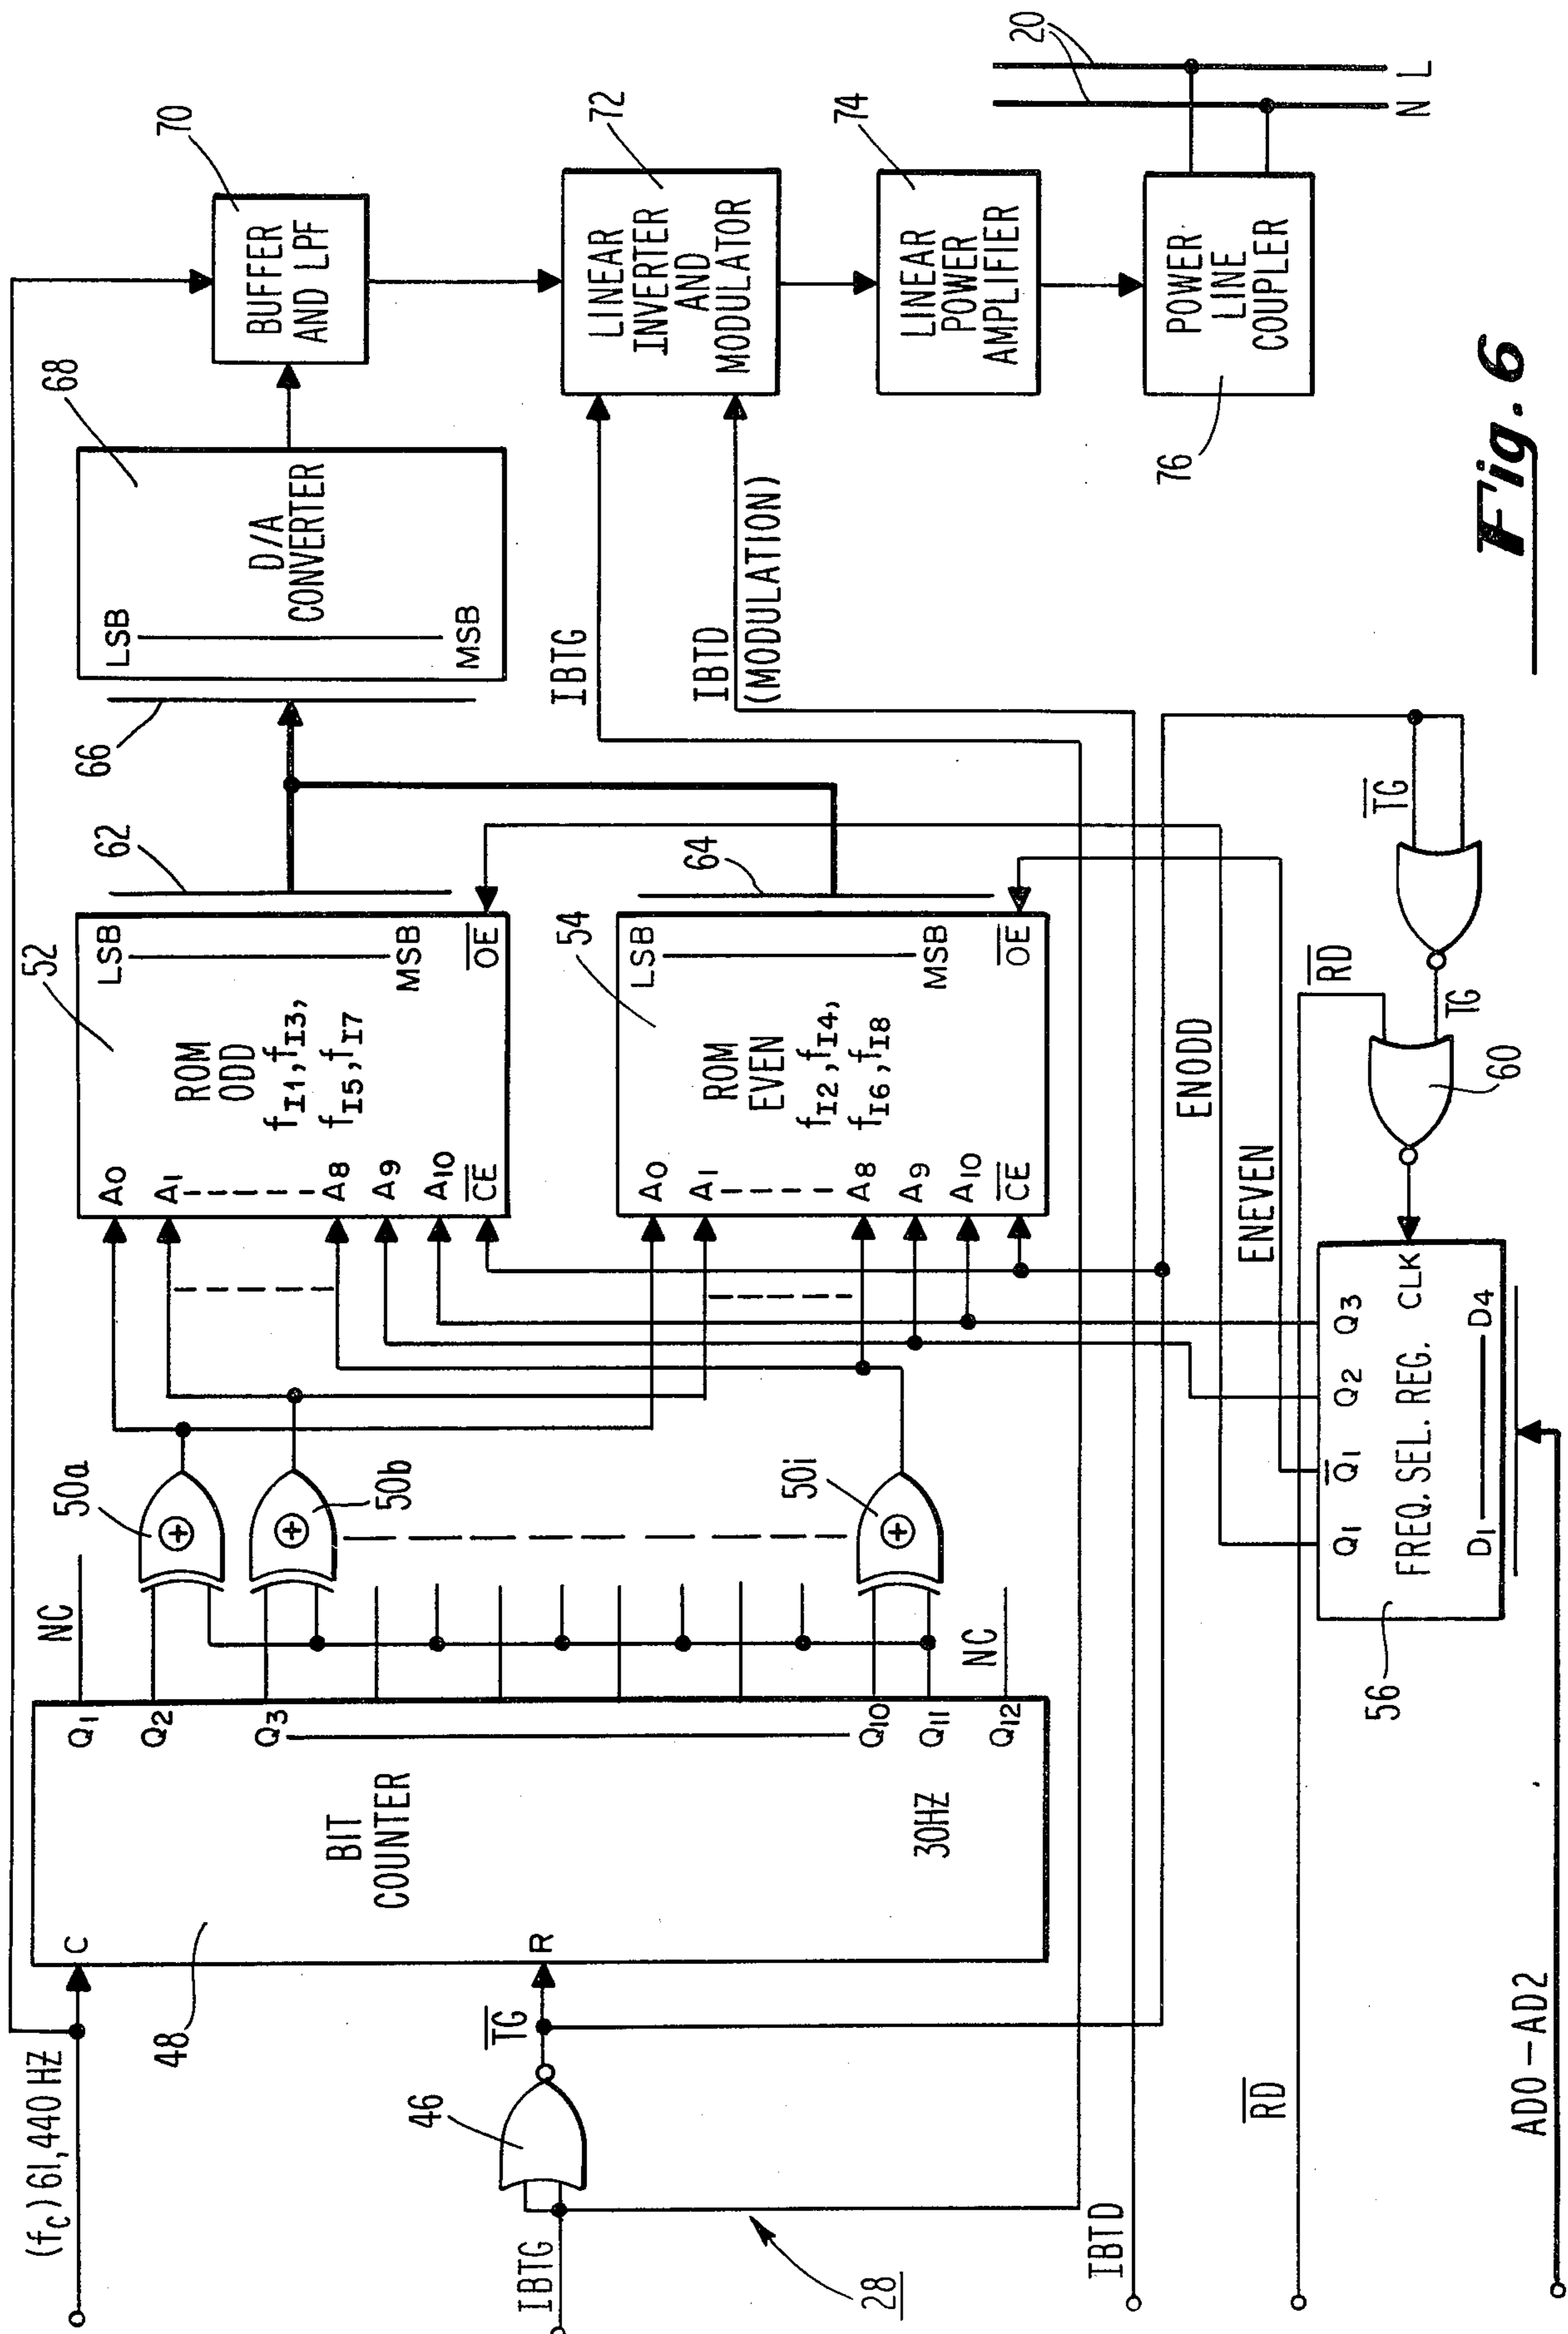 (fc) 61,440 HZ
C
48
BIT
COUNTER
30HZ
R
TG
46
IBTG
28
IBTD
RD
AD0–AD2
NC
Q1
Q2
Q3
Q10
Q11
Q12
NC
50a
50b
50i
52
A0
A1
A8
A9
A10
CE
ROM
ODD
fI1,fI3,
fI5,fI7
LSB
MSB
OE
54
A0
A1
A8
A9
A10
CE
ROM
EVEN
fI2,fI4,
fI6,fI8
LSB
MSB
OE
62
64
66
68
LSB
MSB
D/A
CONVERTER
70
BUFFER
AND LPF
72
LINEAR
INVERTER
AND
MODULATOR
IBTG
IBTD
(MODULATION)
74
LINEAR
POWER
AMPLIFIER
76
POWER
LINE
COUPLER
20
N L
ENODD
ENEVEN
56
Q1 Q1 Q2 Q3
FREQ. SEL. REG.
CLK
D1 D4
60
RD
TG
TG
Fig. 6